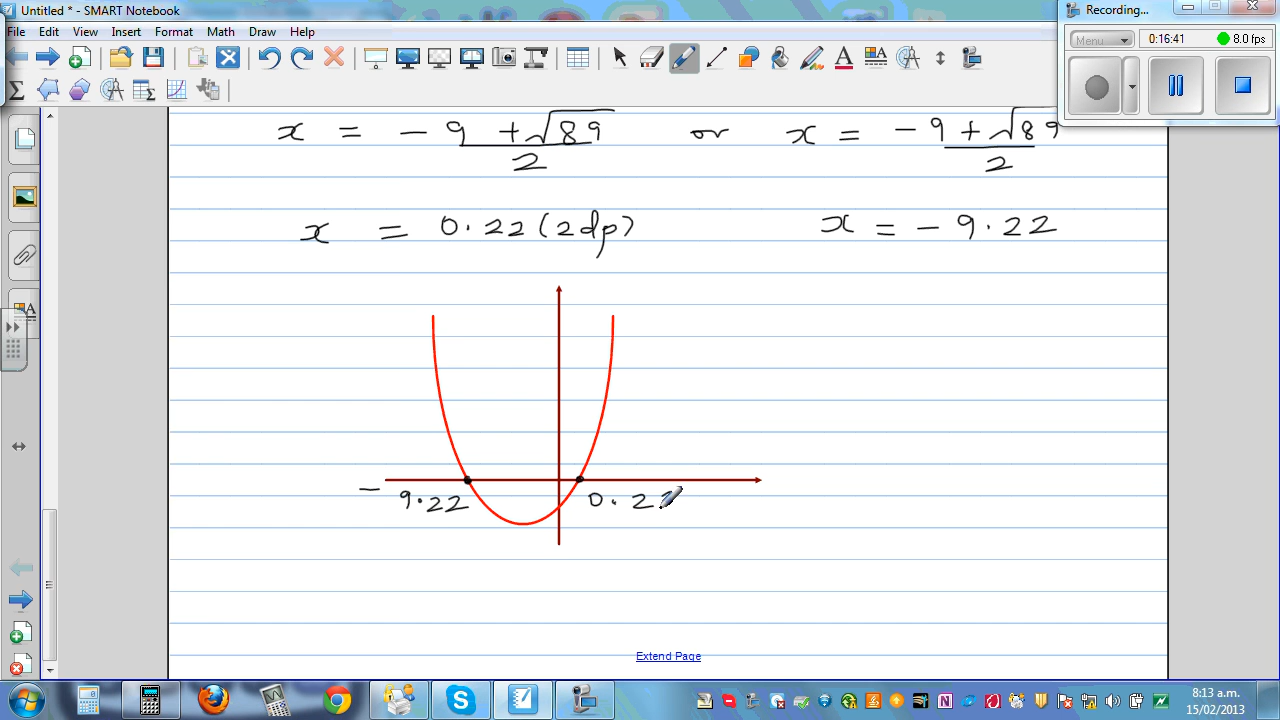 Untitled * - SMART Notebook
Recording...
File Edit View Insert Format Math Draw Help
Menu 0:16:41 8.0 fps
x = - 9 + √89 / 2 or x = - 9 + √89 / 2
x = 0.22 (2dp) x = - 9.22
- 9.22 0.22
Extend Page
8:13 a.m.
15/02/2013